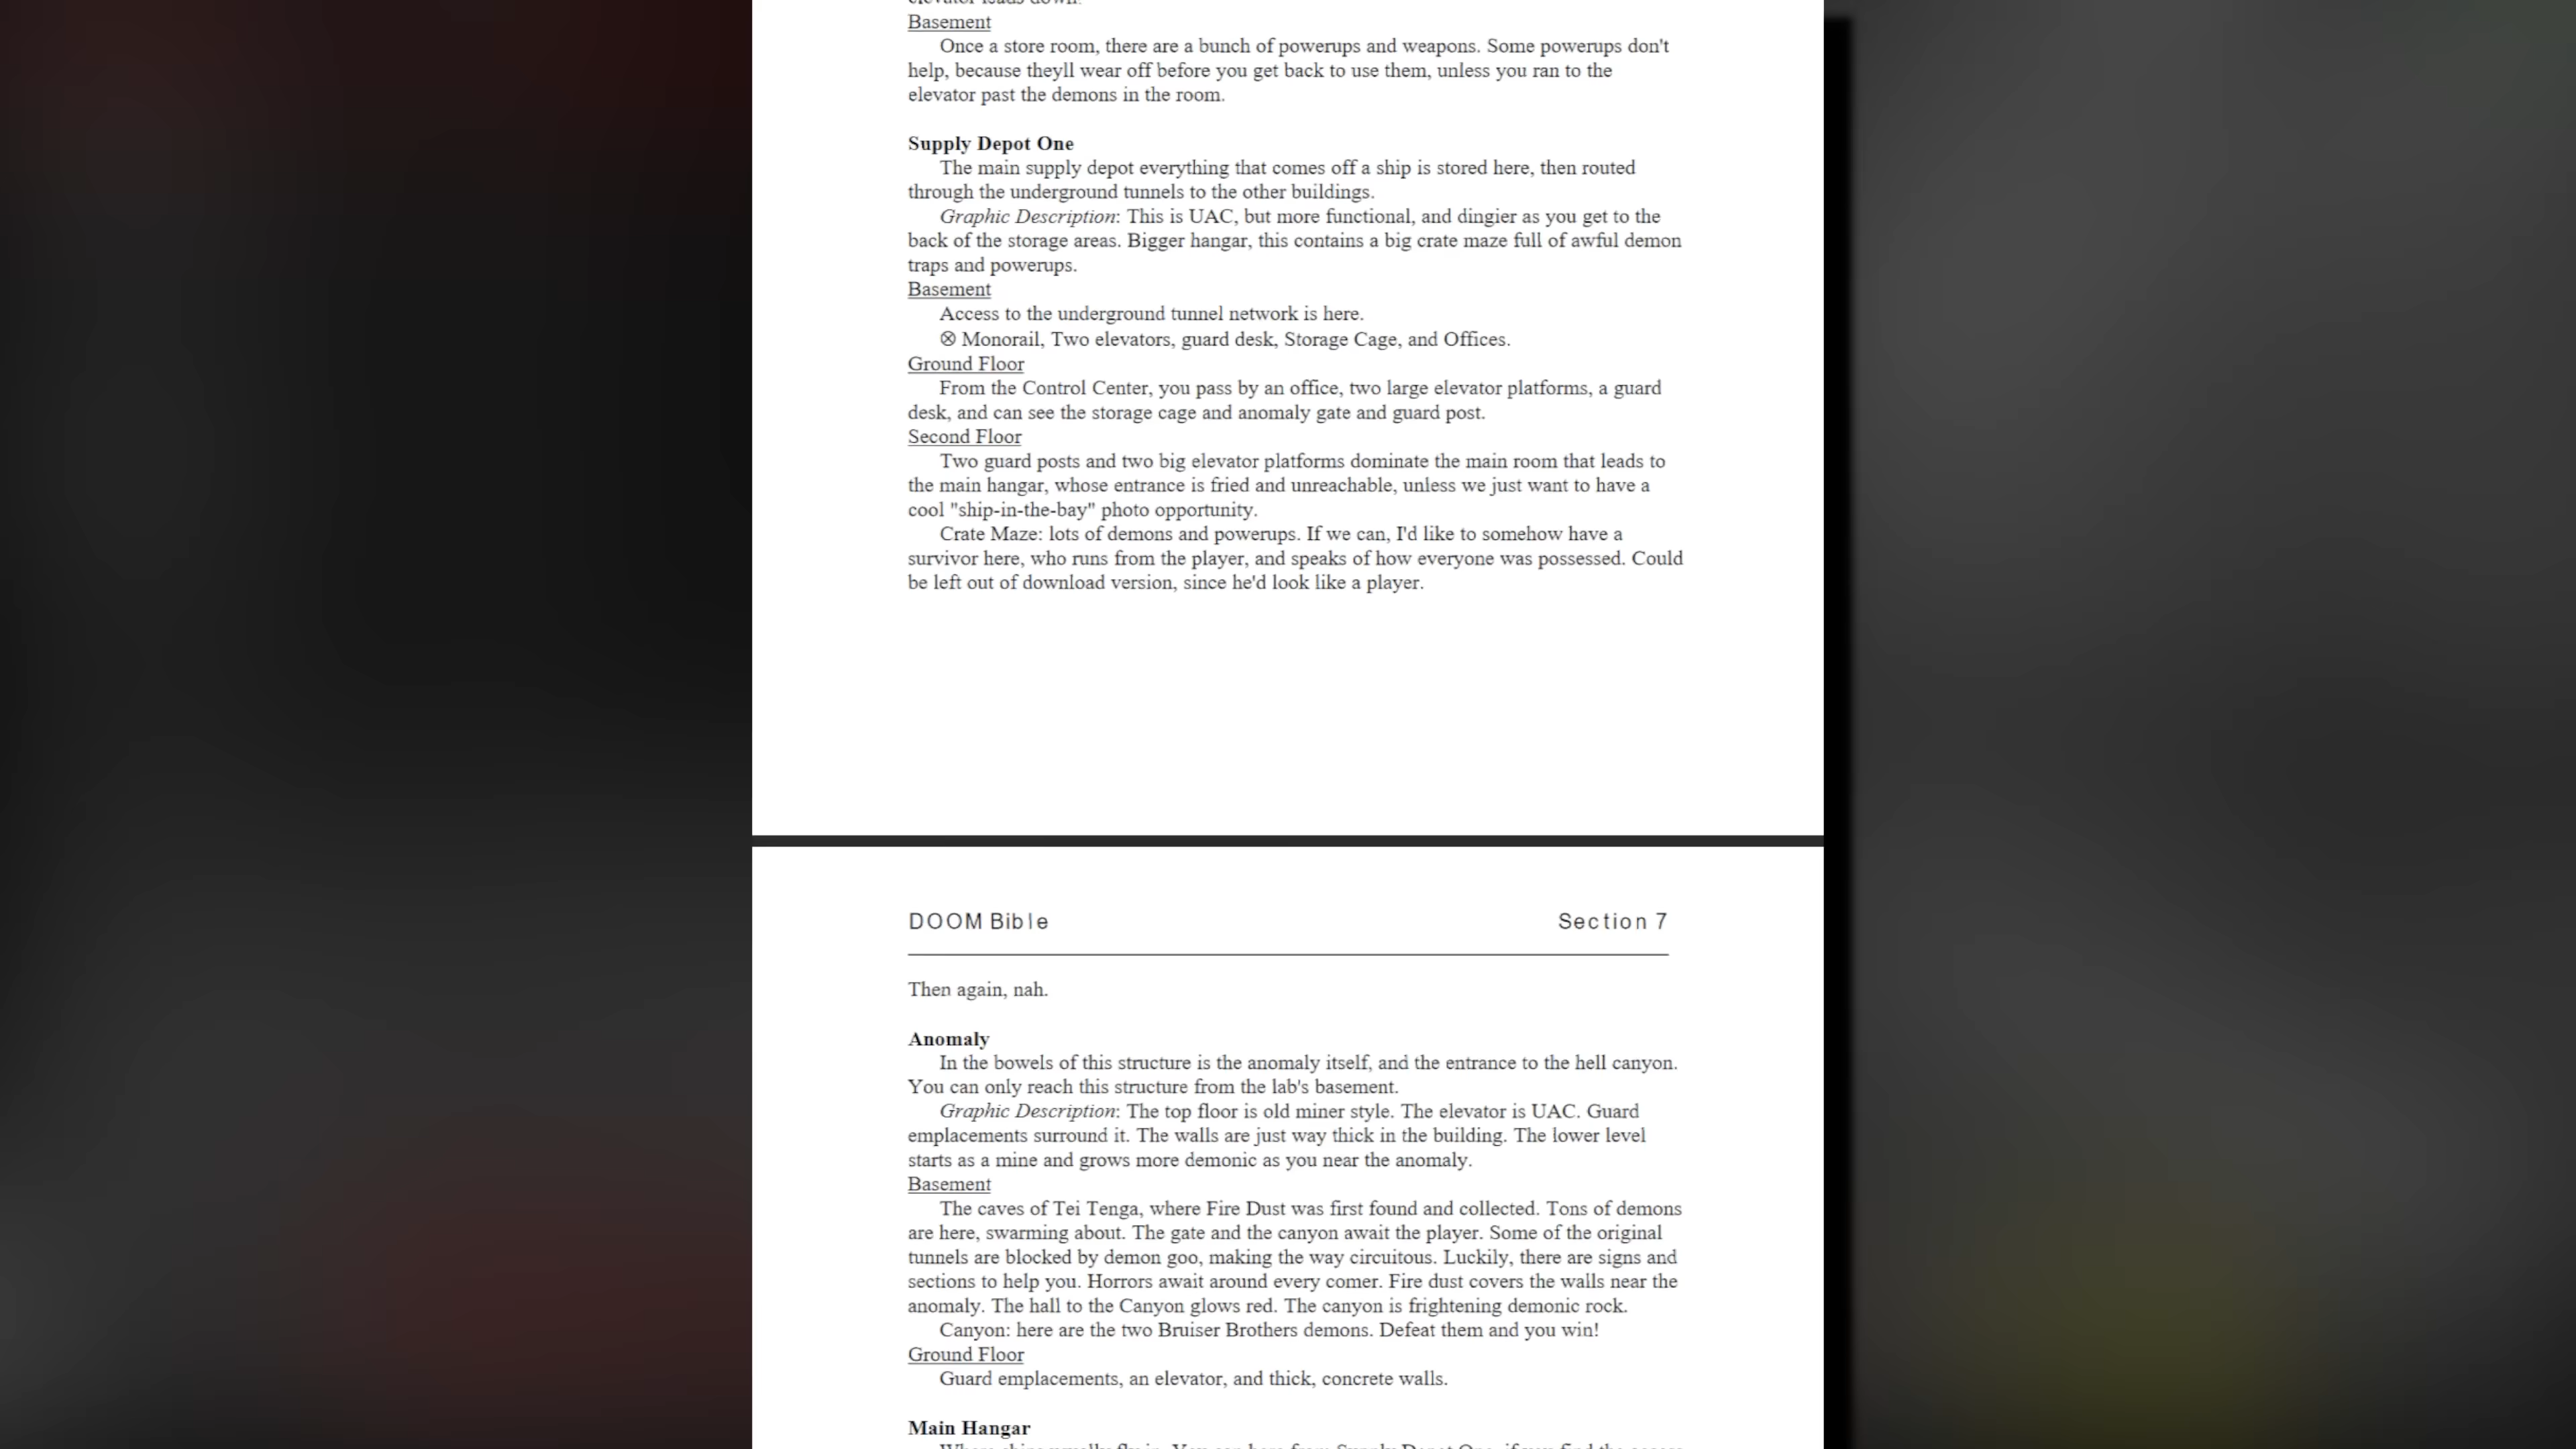 elevator leads down.
Basement
Once a store room, there are a bunch of powerups and weapons. Some powerups don't
help, because theyll wear off before you get back to use them, unless you ran to the
elevator past the demons in the room.
Supply Depot One
The main supply depot everything that comes off a ship is stored here, then routed
through the underground tunnels to the other buildings.
Graphic Description: This is UAC, but more functional, and dingier as you get to the
back of the storage areas. Bigger hangar, this contains a big crate maze full of awful demon
traps and powerups.
Basement
Access to the underground tunnel network is here.
⊗ Monorail, Two elevators, guard desk, Storage Cage, and Offices.
Ground Floor
From the Control Center, you pass by an office, two large elevator platforms, a guard
desk, and can see the storage cage and anomaly gate and guard post.
Second Floor
Two guard posts and two big elevator platforms dominate the main room that leads to
the main hangar, whose entrance is fried and unreachable, unless we just want to have a
cool "ship-in-the-bay" photo opportunity.
Crate Maze: lots of demons and powerups. If we can, I'd like to somehow have a
survivor here, who runs from the player, and speaks of how everyone was possessed. Could
be left out of download version, since he'd look like a player.
DOOM Bible Section 7
Then again, nah.
Anomaly
In the bowels of this structure is the anomaly itself, and the entrance to the hell canyon.
You can only reach this structure from the lab's basement.
Graphic Description: The top floor is old miner style. The elevator is UAC. Guard
emplacements surround it. The walls are just way thick in the building. The lower level
starts as a mine and grows more demonic as you near the anomaly.
Basement
The caves of Tei Tenga, where Fire Dust was first found and collected. Tons of demons
are here, swarming about. The gate and the canyon await the player. Some of the original
tunnels are blocked by demon goo, making the way circuitous. Luckily, there are signs and
sections to help you. Horrors await around every comer. Fire dust covers the walls near the
anomaly. The hall to the Canyon glows red. The canyon is frightening demonic rock.
Canyon: here are the two Bruiser Brothers demons. Defeat them and you win!
Ground Floor
Guard emplacements, an elevator, and thick, concrete walls.
Main Hangar